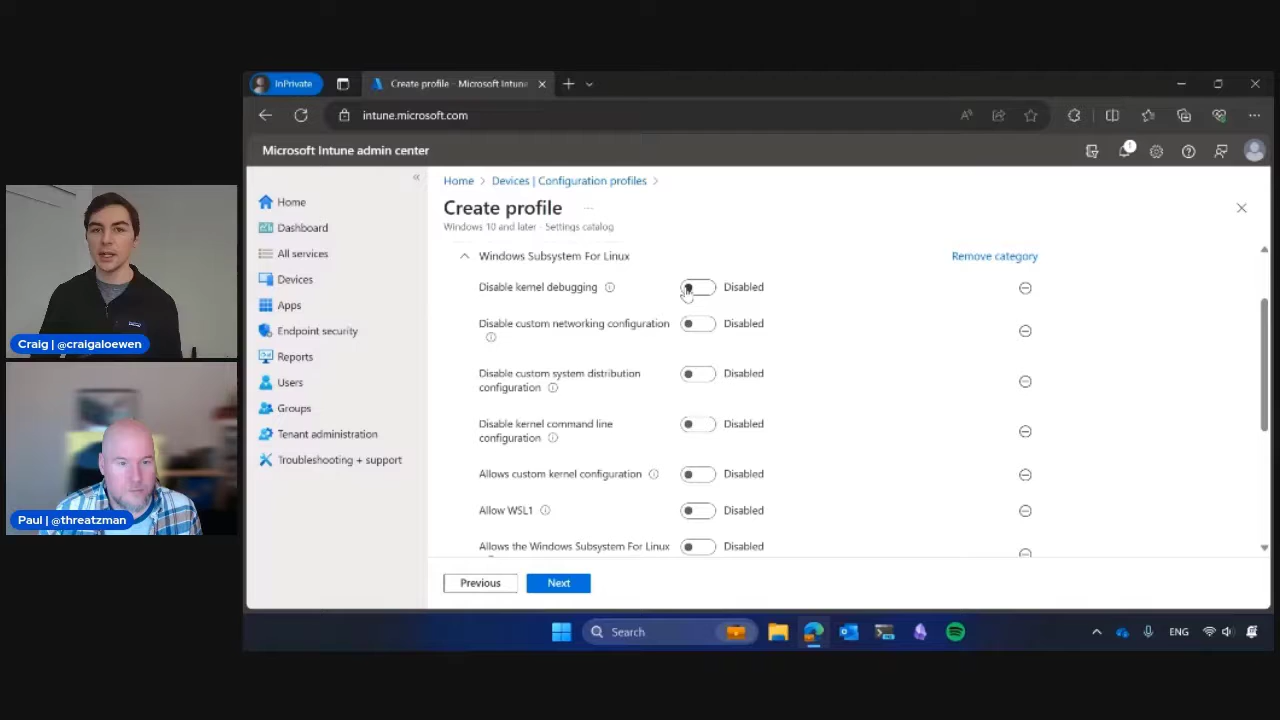 InPrivate
Create profile - Microsoft Intune
intune.microsoft.com
Microsoft Intune admin center
Home
Dashboard
All services
Devices
Apps
Endpoint security
Reports
Users
Groups
Tenant administration
Troubleshooting + support
Home > Devices | Configuration profiles >
Create profile ...
Windows 10 and later - Settings catalog
Windows Subsystem For Linux
Remove category
Disable kernel debugging
Disabled
Disable custom networking configuration
Disabled
Disable custom system distribution
configuration
Disabled
Disable kernel command line
configuration
Disabled
Allows custom kernel configuration
Disabled
Allow WSL1
Disabled
Allows the Windows Subsystem For Linux
Disabled
Previous
Next
Search
ENG
Craig | @craigaloewen
Paul | @threatzman